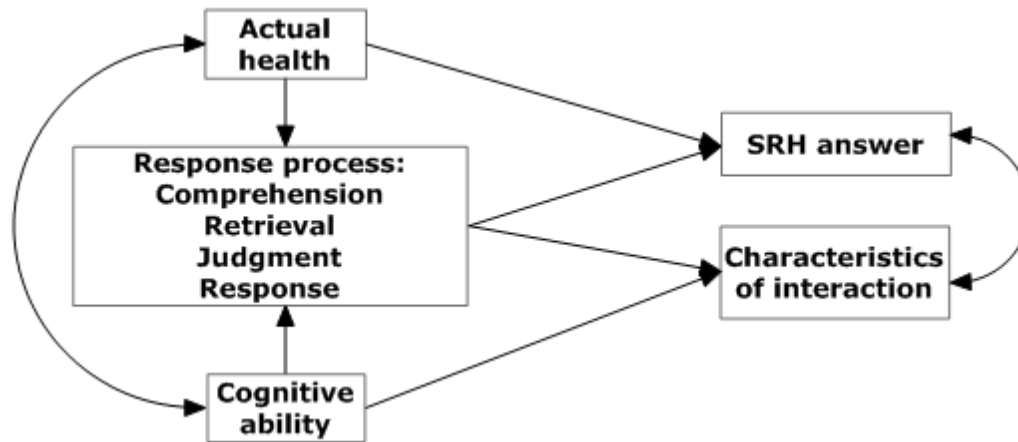 Actual
health
Response process:
Comprehension
Retrieval
Judgment
Response
Cognitive
ability
SRH answer
Characteristics
of interaction